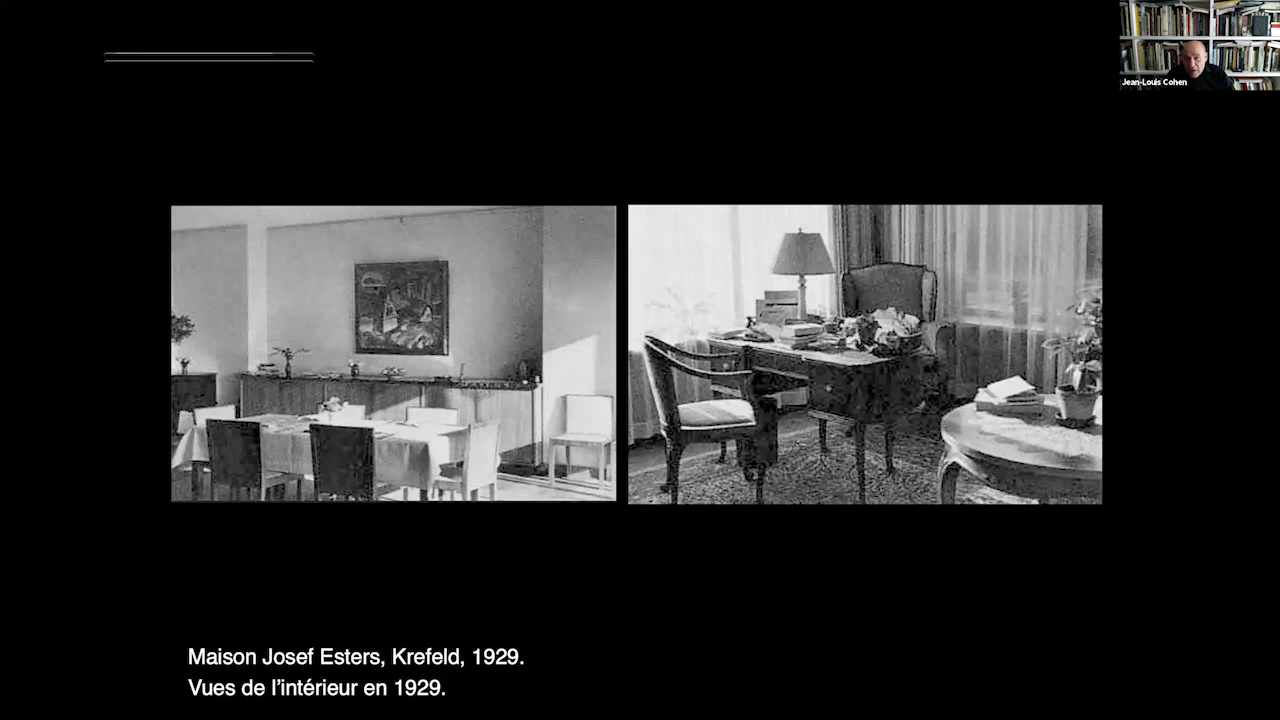 Jean-Louis Cohen
Maison Josef Esters, Krefeld, 1929.
Vues de l’intérieur en 1929.